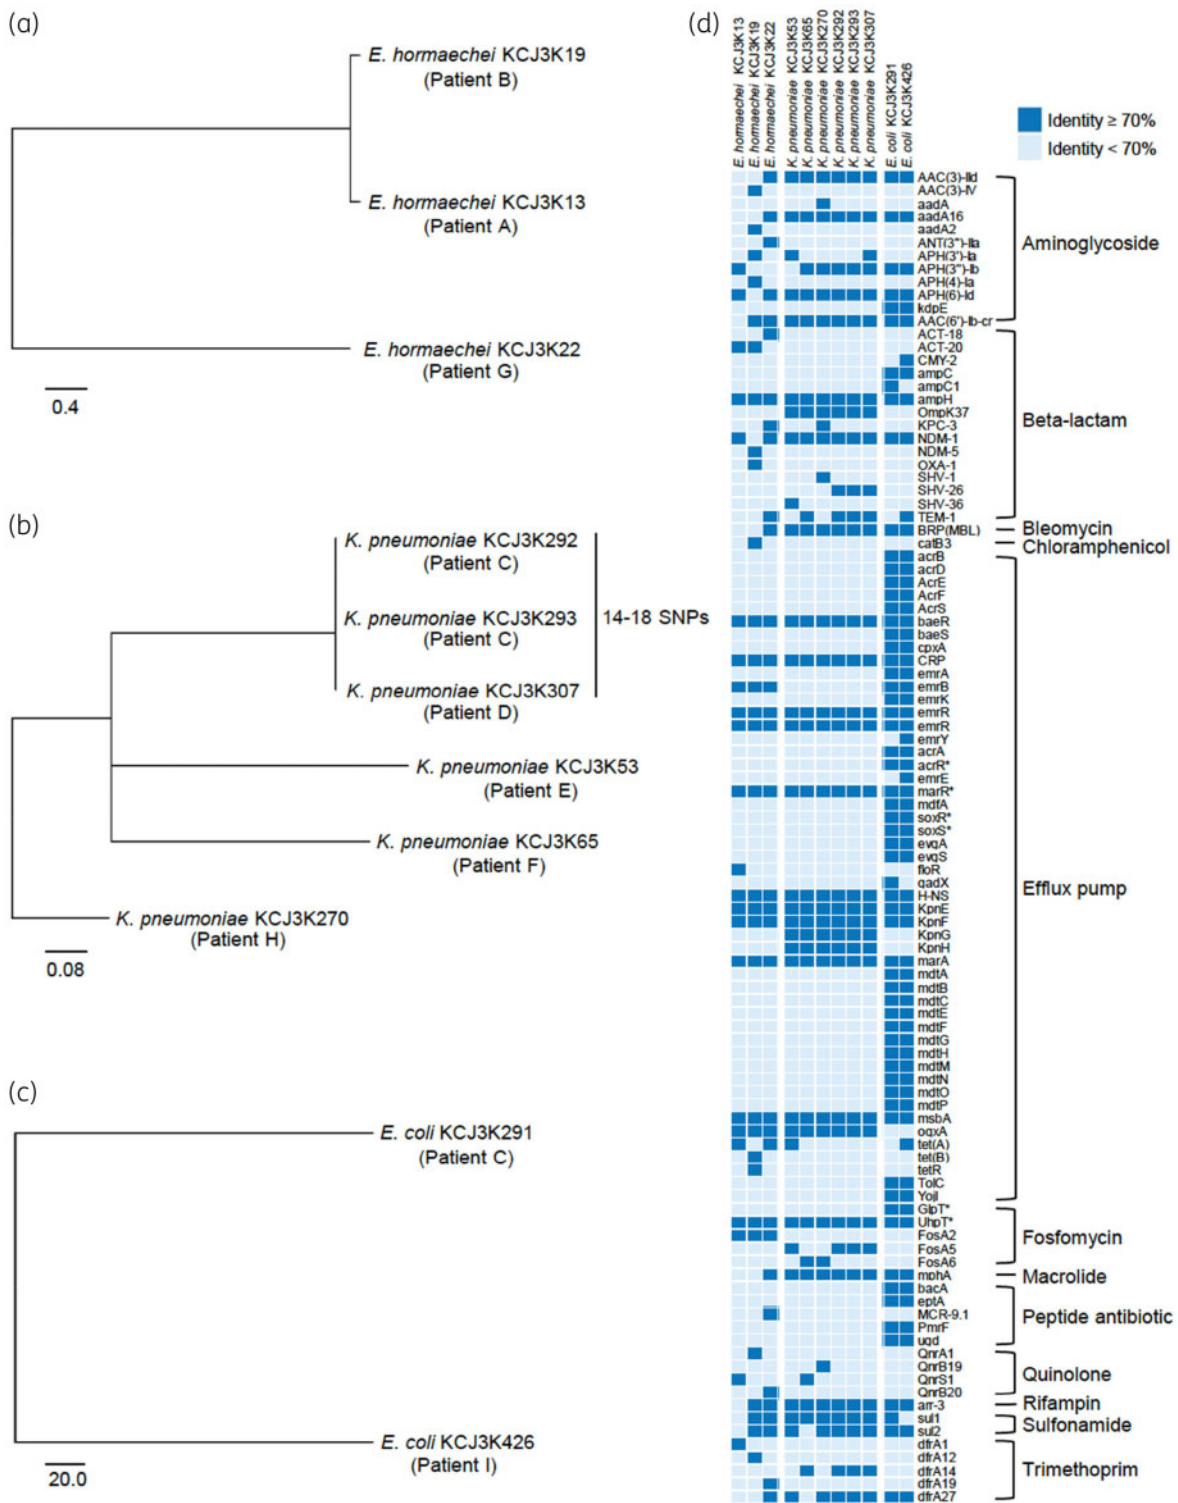 (a)
E. hormaechei KCJ3K19
(Patient B)
E. hormaechei KCJ3K13
(Patient A)
E. hormaechei KCJ3K22
(Patient G)
0.4
(b)
K. pneumoniae KCJ3K292
(Patient C)
K. pneumoniae KCJ3K293
(Patient C)
K. pneumoniae KCJ3K307
(Patient D)
14-18 SNPs
K. pneumoniae KCJ3K53
(Patient E)
K. pneumoniae KCJ3K65
(Patient F)
K. pneumoniae KCJ3K270
(Patient H)
0.08
(c)
E. coli KCJ3K291
(Patient C)
E. coli KCJ3K426
(Patient I)
20.0
(d)
E. hormaechei KCJ3K13
E. hormaechei KCJ3K19
E. hormaechei KCJ3K22
K. pneumoniae KCJ3K53
K. pneumoniae KCJ3K65
K. pneumoniae KCJ3K270
K. pneumoniae KCJ3K292
K. pneumoniae KCJ3K293
K. pneumoniae KCJ3K307
E. coli KCJ3K291
E. coli KCJ3K426
Identity ≥ 70%
Identity < 70%
AAC(3)-IId
AAC(3)-IV
aadA
aadA16
aadA2
ANT(3")-IIa
APH(3')-Ia
APH(3")-Ib
APH(4)-Ia
APH(6)-Id
kdpE
AAC(6')-Ib-cr
Aminoglycoside
ACT-18
ACT-20
CMY-2
ampC
ampC1
ampH
OmpK37
KPC-3
NDM-1
NDM-5
OXA-1
SHV-1
SHV-26
SHV-36
TEM-1
Beta-lactam
BRP(MBL)
Bleomycin
catB3
Chloramphenicol
acrB
acrD
AcrE
AcrF
AcrS
baeR
baeS
cpxA
CRP
emrA
emrB
emrK
emrR
emrR
emrY
acrA
acrR*
emrE
marR*
mdfA
soxR*
soxS*
evgA
evgS
floR
gadX
H-NS
KpnE
KpnF
KpnG
KpnH
marA
mdtA
mdtB
mdtC
mdtE
mdtF
mdtG
mdtH
mdtM
mdtN
mdtO
mdtP
msbA
oqxA
tet(A)
tet(B)
tetR
TolC
YojI
Efflux pump
GlpT*
UhpT*
FosA2
FosA5
FosA6
Fosfomycin
mphA
Macrolide
bacA
eptA
MCR-9.1
PmrF
ugd
Peptide antibiotic
QnrA1
QnrB19
QnrS1
QnrB20
Quinolone
arr-3
Rifampin
sul1
sul2
Sulfonamide
dfrA1
dfrA12
dfrA14
dfrA19
dfrA27
Trimethoprim